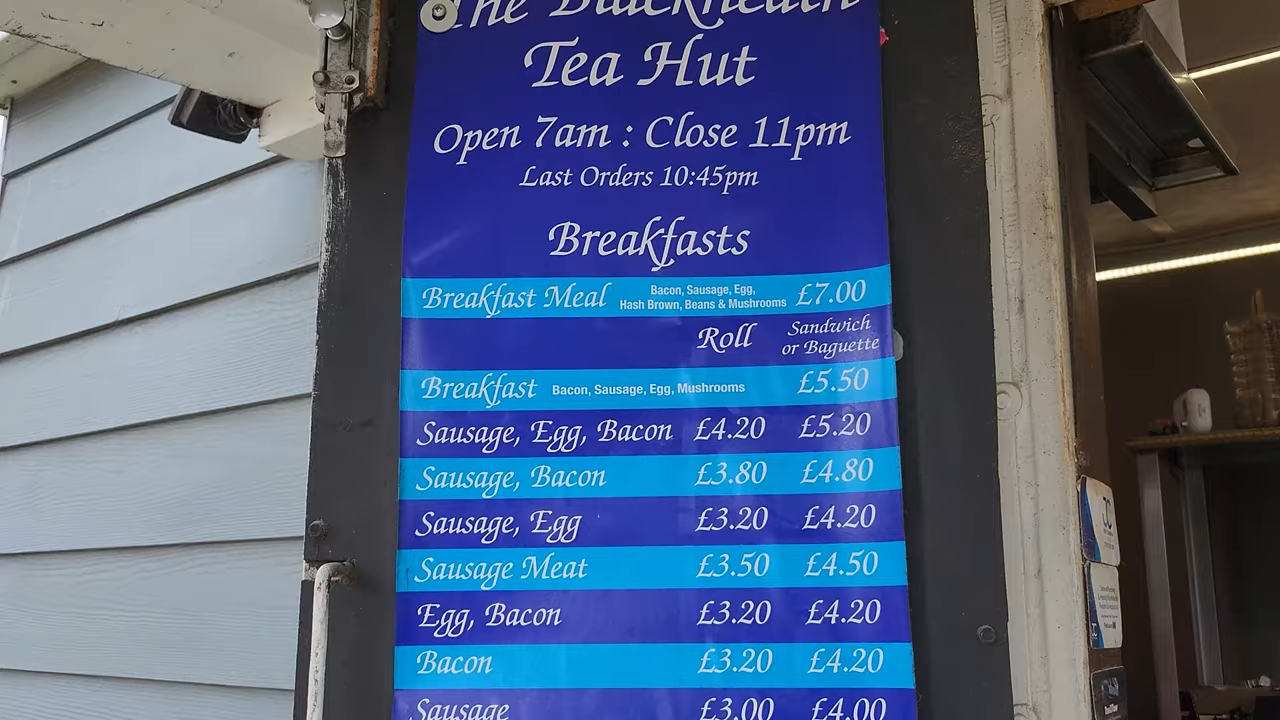 The Blackheath
Tea Hut
Open 7am : Close 11pm
Last Orders 10:45pm
Breakfasts
Breakfast Meal Bacon, Sausage, Egg, Hash Brown, Beans & Mushrooms £7.00
Roll Sandwich or Baguette
Breakfast Bacon, Sausage, Egg, Mushrooms £5.50
Sausage, Egg, Bacon £4.20 £5.20
Sausage, Bacon £3.80 £4.80
Sausage, Egg £3.20 £4.20
Sausage Meat £3.50 £4.50
Egg, Bacon £3.20 £4.20
Bacon £3.20 £4.20
Sausage £3.00 £4.00